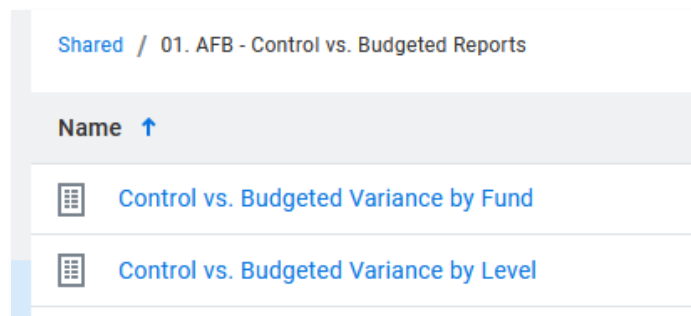 Shared / 01. AFB - Control vs. Budgeted Reports
Name ↑
Control vs. Budgeted Variance by Fund
Control vs. Budgeted Variance by Level